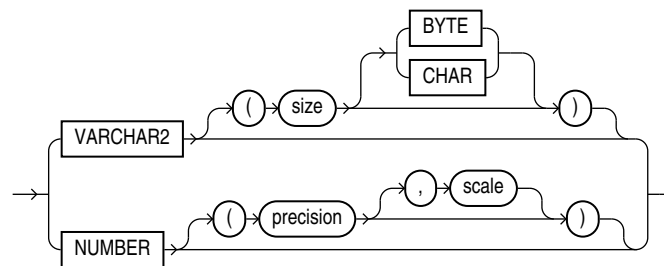 BYTE
CHAR
( size )
VARCHAR2
( precision , scale )
NUMBER